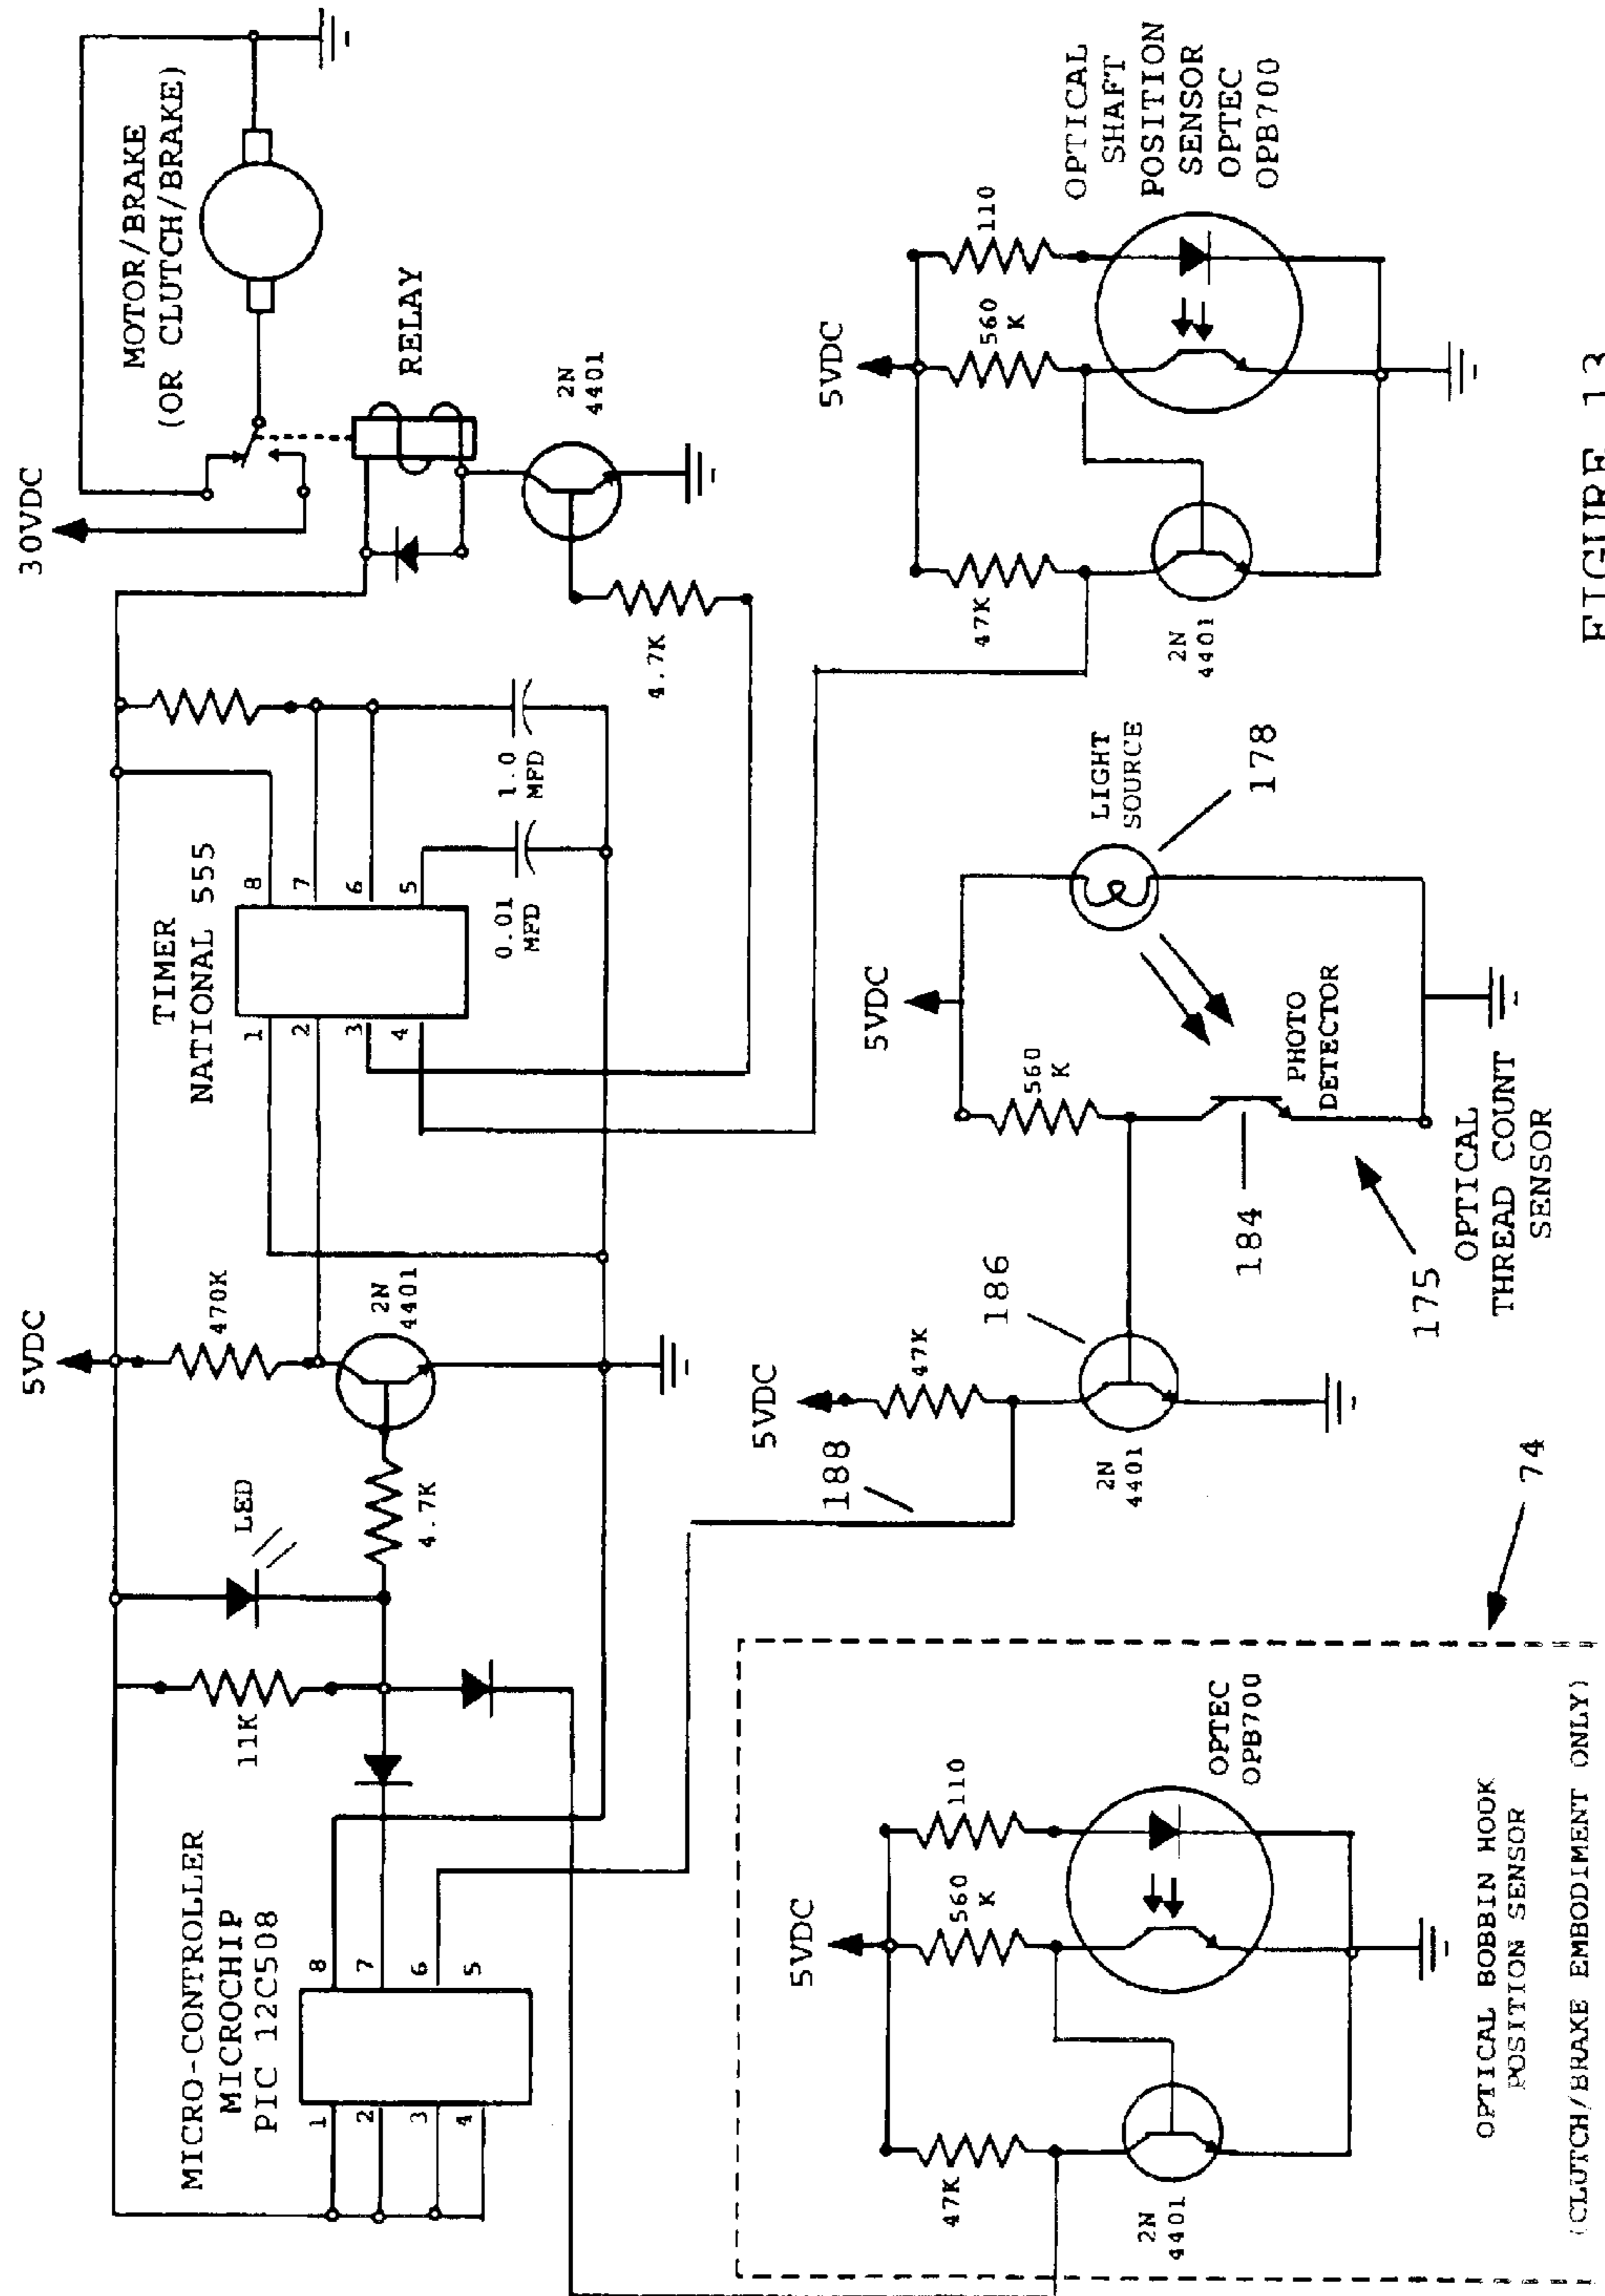 MICRO-CONTROLLER
MICROCHIP
PIC 12C508
1
2
3
4
8
7
6
5
11K
LED
4.7K
5VDC
470K
2N
4401
TIMER
NATIONAL 555
1
2
3
4
8
7
6
5
0.01
MFD
1.0
MFD
4.7K
30VDC
MOTOR/BRAKE
(OR CLUTCH/BRAKE)
RELAY
2N
4401
5VDC
47K
560
K
110
2N
4401
OPTEC
OPB700
OPTICAL BOBBIN HOOK
POSITION SENSOR
(CLUTCH/BRAKE EMBODIMENT ONLY)
74
188
5VDC
47K
186
2N
4401
5VDC
560
K
184
PHOTO
DETECTOR
175
OPTICAL
THREAD COUNT
SENSOR
LIGHT
SOURCE
178
5VDC
47K
560
K
110
2N
4401
OPTICAL
SHAFT
POSITION
SENSOR
OPTEC
OPB700
FIGURE 13